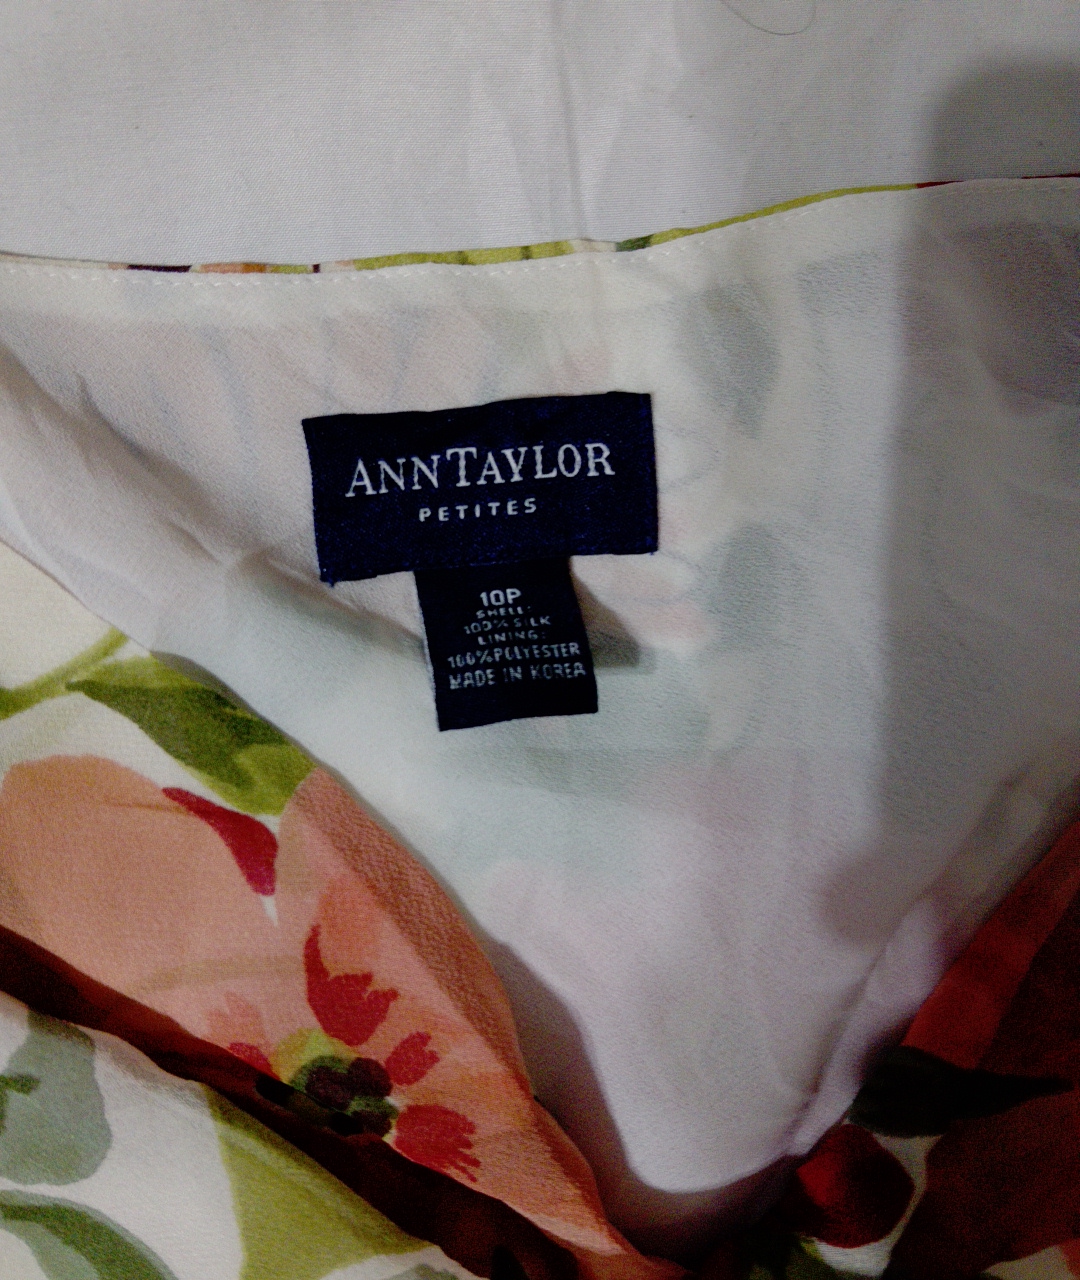 ANNTAYLOR
PETITES
10P
SHELL:
100% SILK
LINING:
100% POLYESTER
MADE IN KOREA